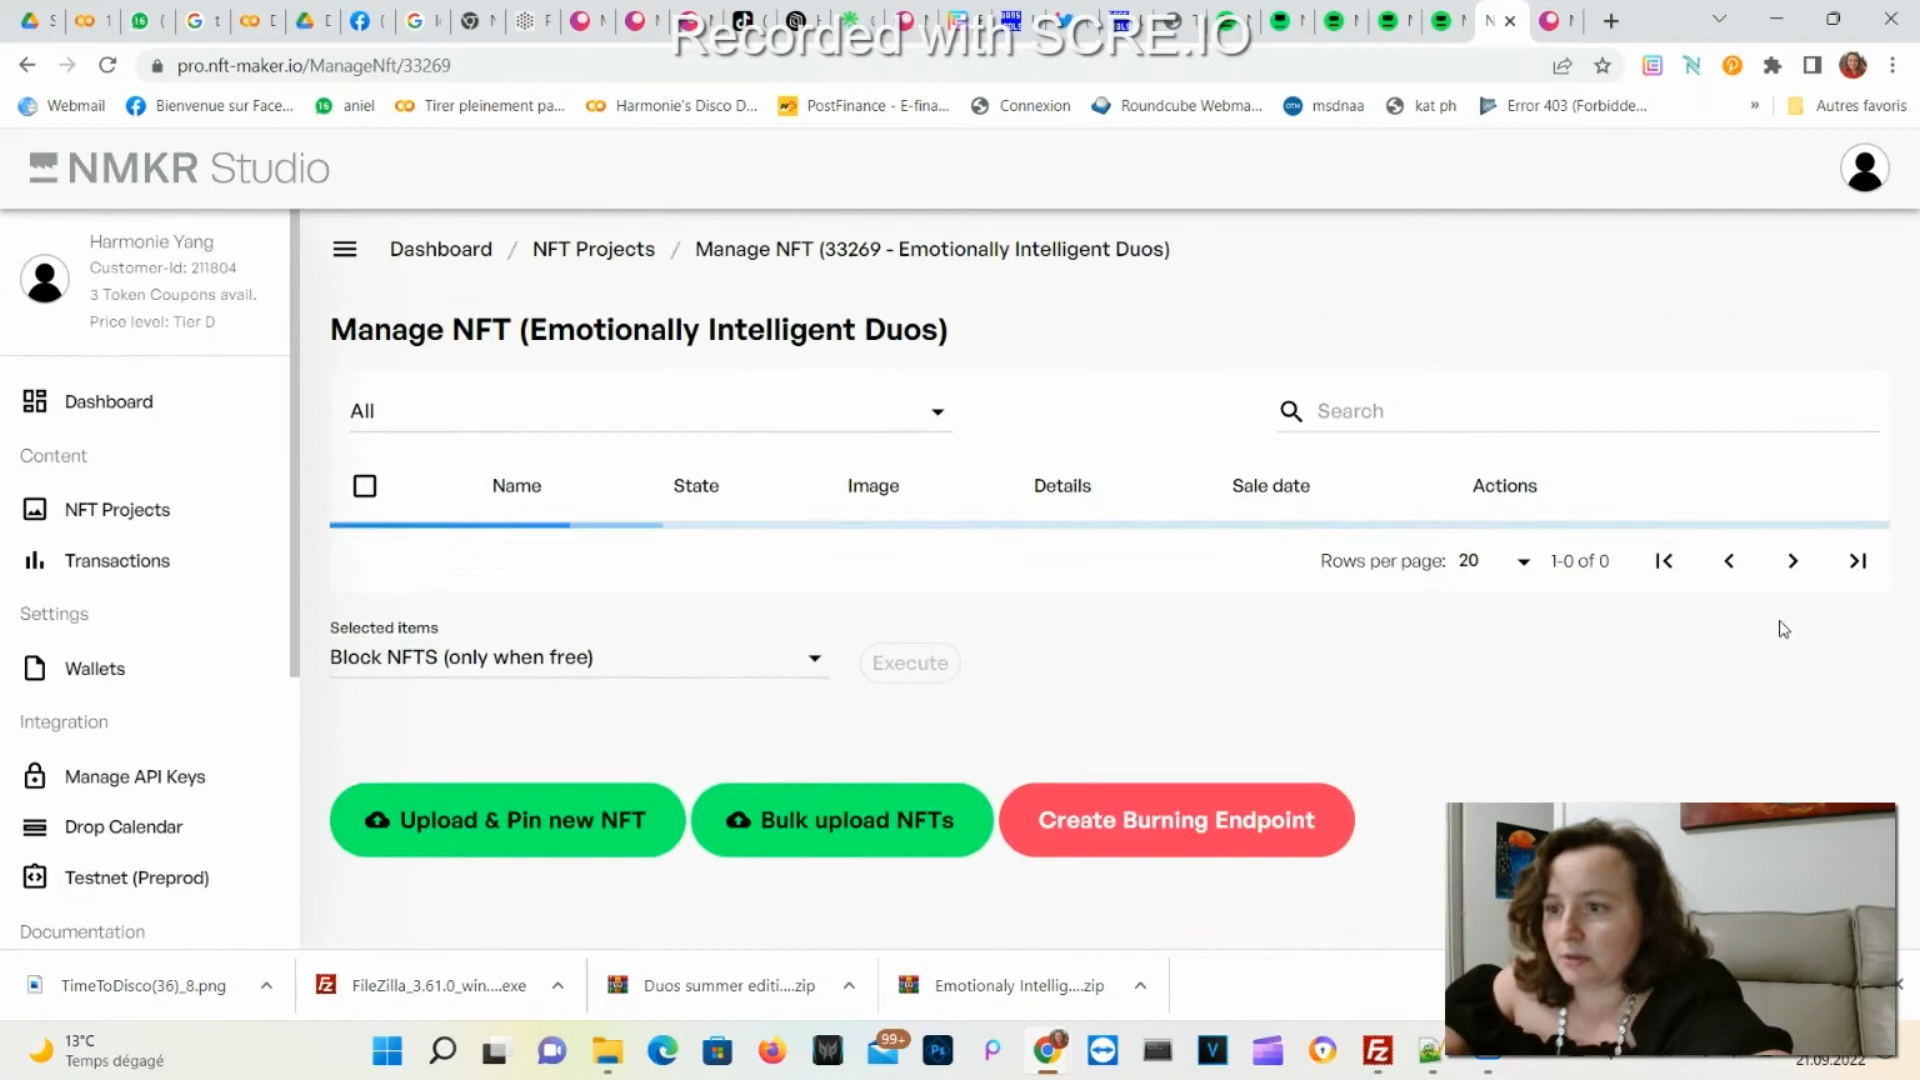 Recorded with SCRE.IO
pro.nft-maker.io/ManageNft/33269
Webmail
Bienvenue sur Face...
aniel
Tirer pleinement pa...
Harmonie's Disco D...
PostFinance - E-fina...
Connexion
Roundcube Webma...
msdnaa
kat ph
Error 403 (Forbidde...
»
Autres favoris
NMKR Studio
Harmonie Yang
Customer-Id: 211804
3 Token Coupons avail.
Price level: Tier D
Dashboard / NFT Projects / Manage NFT (33269 - Emotionally Intelligent Duos)
Manage NFT (Emotionally Intelligent Duos)
All
Search
Name State Image Details Sale date Actions
Rows per page: 20 1-0 of 0
Selected items
Block NFTS (only when free)
Execute
Upload & Pin new NFT
Bulk upload NFTs
Create Burning Endpoint
Dashboard
Content
NFT Projects
Transactions
Settings
Wallets
Integration
Manage API Keys
Drop Calendar
Testnet (Preprod)
Documentation
TimeToDisco(36)_8.png
FileZilla_3.61.0_win....exe
Duos summer editi....zip
Emotionaly Intellig....zip
13°C
Temps dégagé
99+
21.09.2022